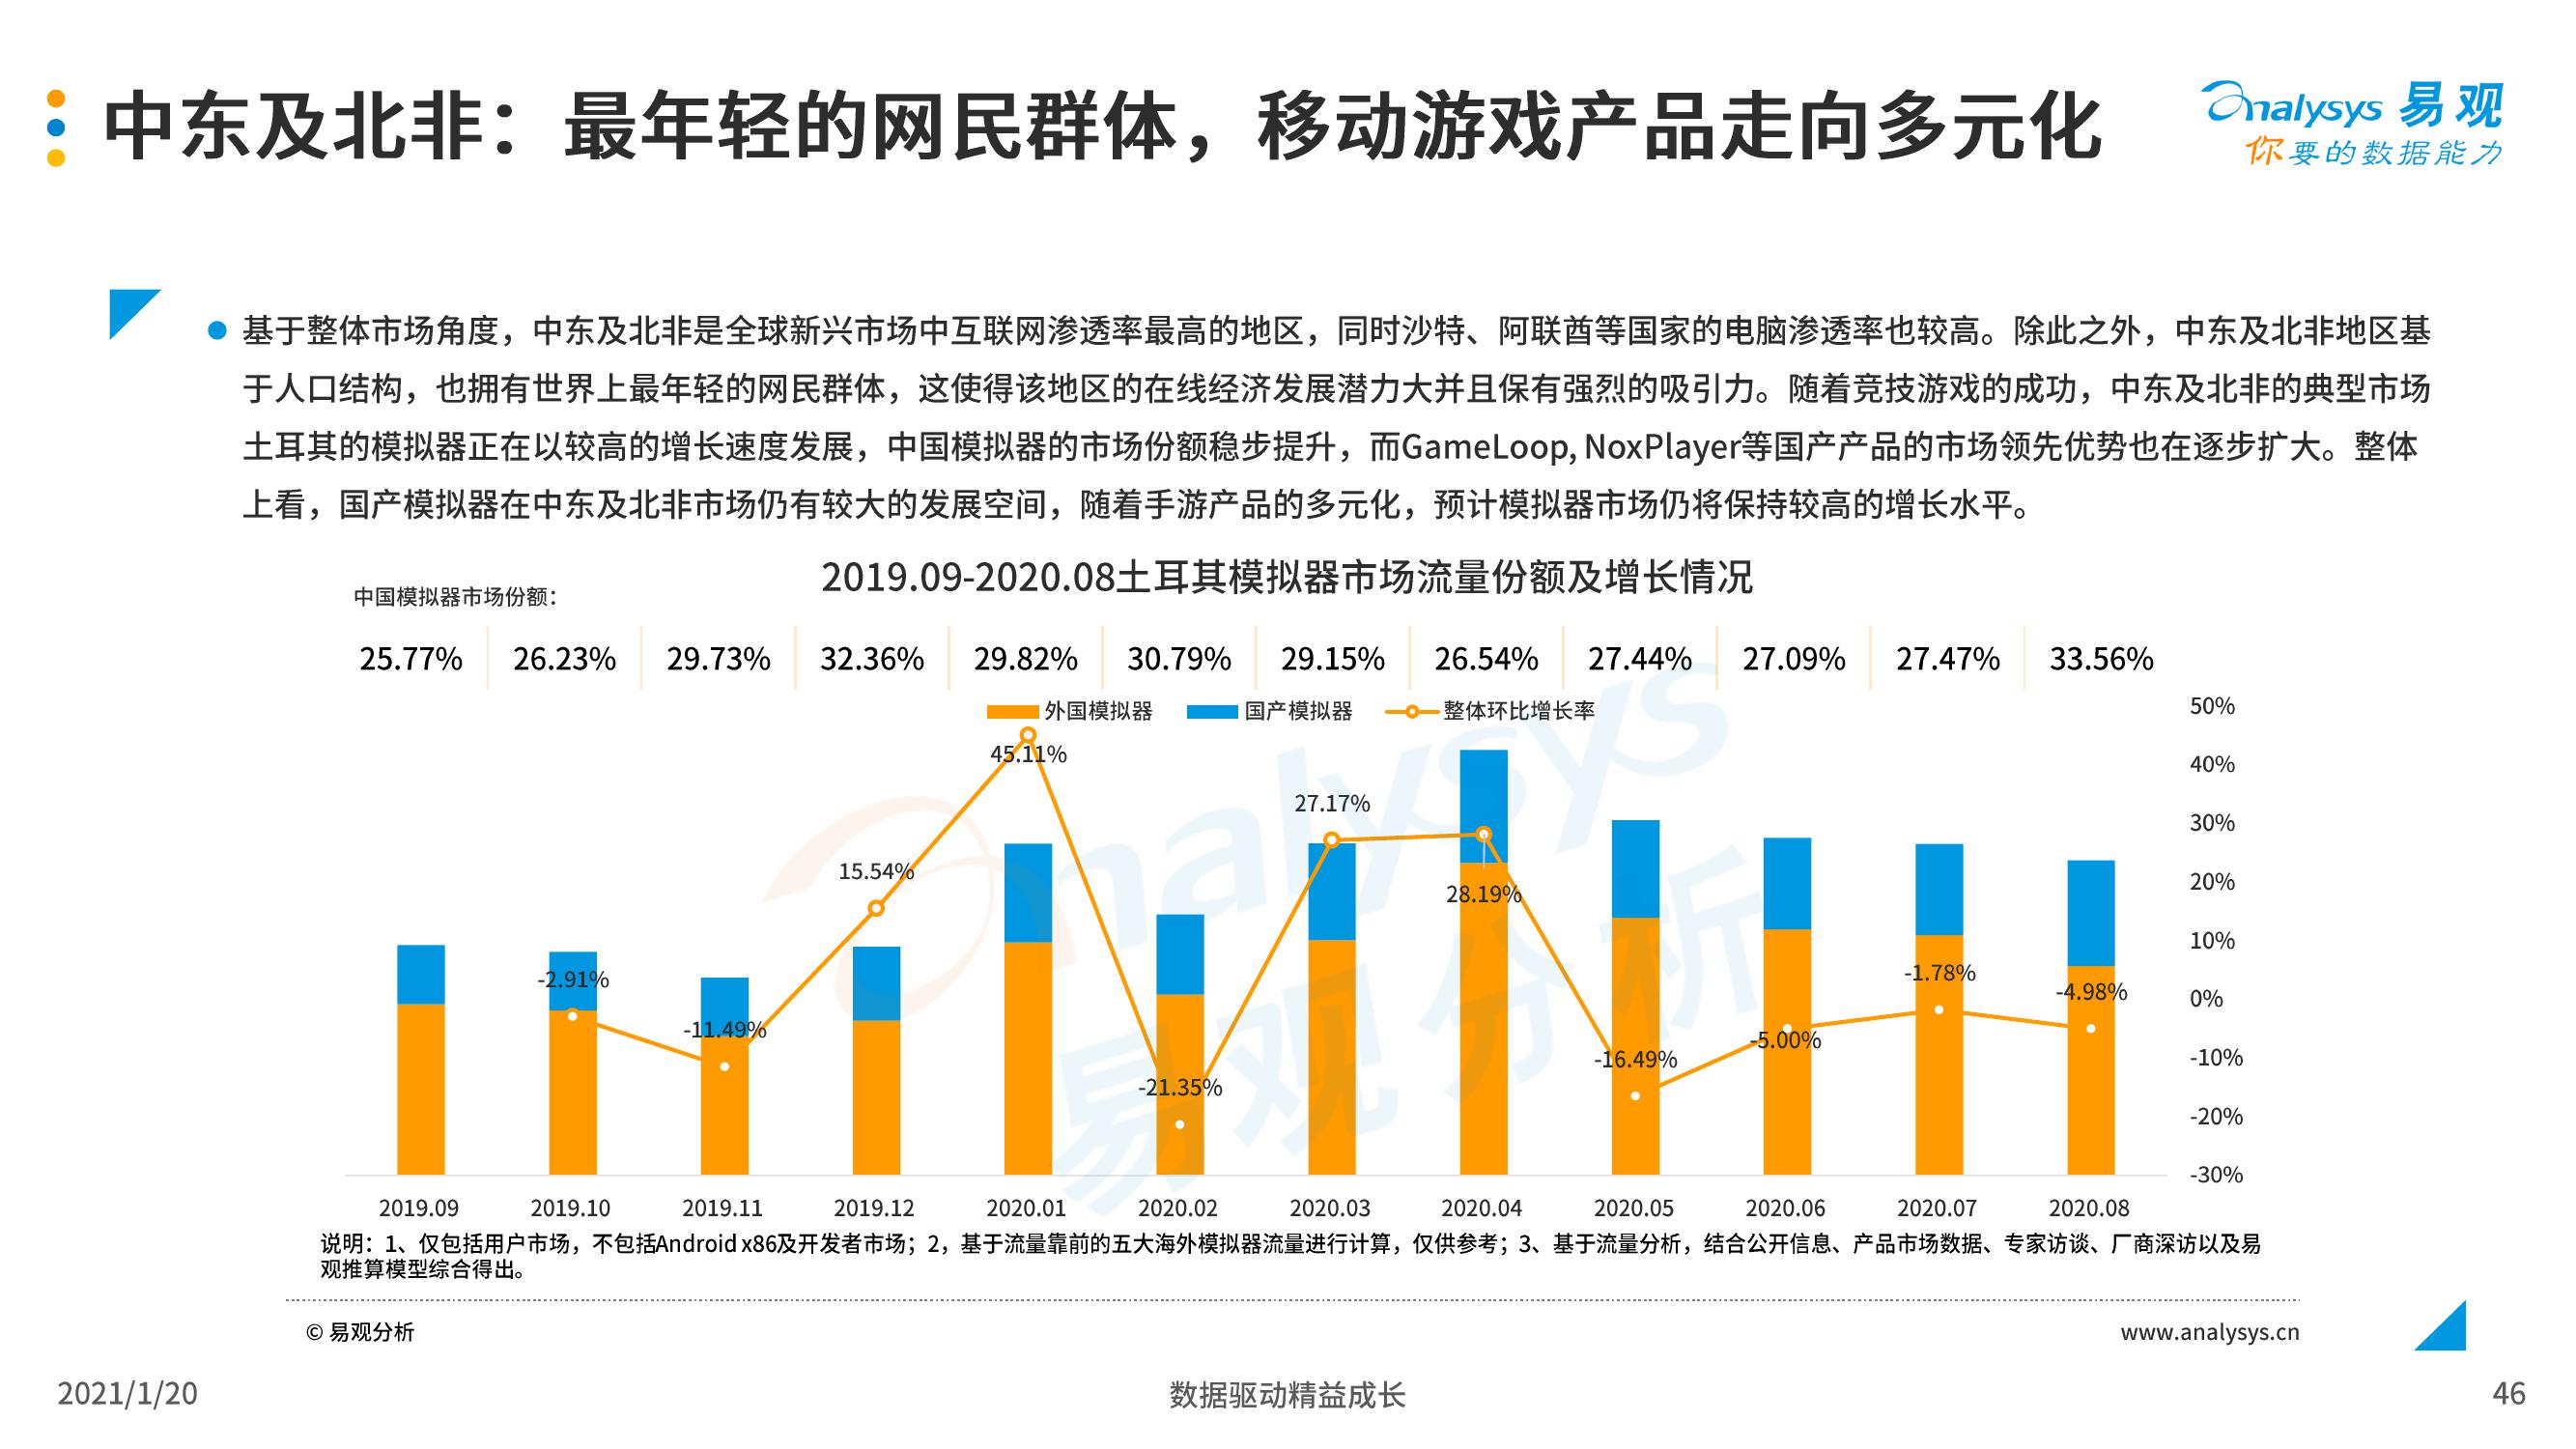 中东及北非：最年轻的网民群体，移动游戏产品走向多元化
analysys 易观
你要的数据能力
基于整体市场角度，中东及北非是全球新兴市场中互联网渗透率最高的地区，同时沙特、阿联酋等国家的电脑渗透率也较高。除此之外，中东及北非地区基
于人口结构，也拥有世界上最年轻的网民群体，这使得该地区的在线经济发展潜力大并且保有强烈的吸引力。随着竞技游戏的成功，中东及北非的典型市场
土耳其的模拟器正在以较高的增长速度发展，中国模拟器的市场份额稳步提升，而GameLoop, NoxPlayer等国产产品的市场领先优势也在逐步扩大。整体
上看，国产模拟器在中东及北非市场仍有较大的发展空间，随着手游产品的多元化，预计模拟器市场仍将保持较高的增长水平。
2019.09-2020.08土耳其模拟器市场流量份额及增长情况
中国模拟器市场份额：
25.77% 26.23% 29.73% 32.36% 29.82% 30.79% 29.15% 26.54% 27.44% 27.09% 27.47% 33.56%
外国模拟器 国产模拟器 整体环比增长率
50%
40%
30%
20%
10%
0%
-10%
-20%
-30%
-2.91%
-11.49%
15.54%
45.11%
-21.35%
27.17%
28.19%
-16.49%
-5.00%
-1.78%
-4.98%
analysys
易观分析
2019.09 2019.10 2019.11 2019.12 2020.01 2020.02 2020.03 2020.04 2020.05 2020.06 2020.07 2020.08
说明：1、仅包括用户市场，不包括Android x86及开发者市场；2，基于流量靠前的五大海外模拟器流量进行计算，仅供参考；3、基于流量分析，结合公开信息、产品市场数据、专家访谈、厂商深访以及易
观推算模型综合得出。
© 易观分析
www.analysys.cn
2021/1/20
数据驱动精益成长
46